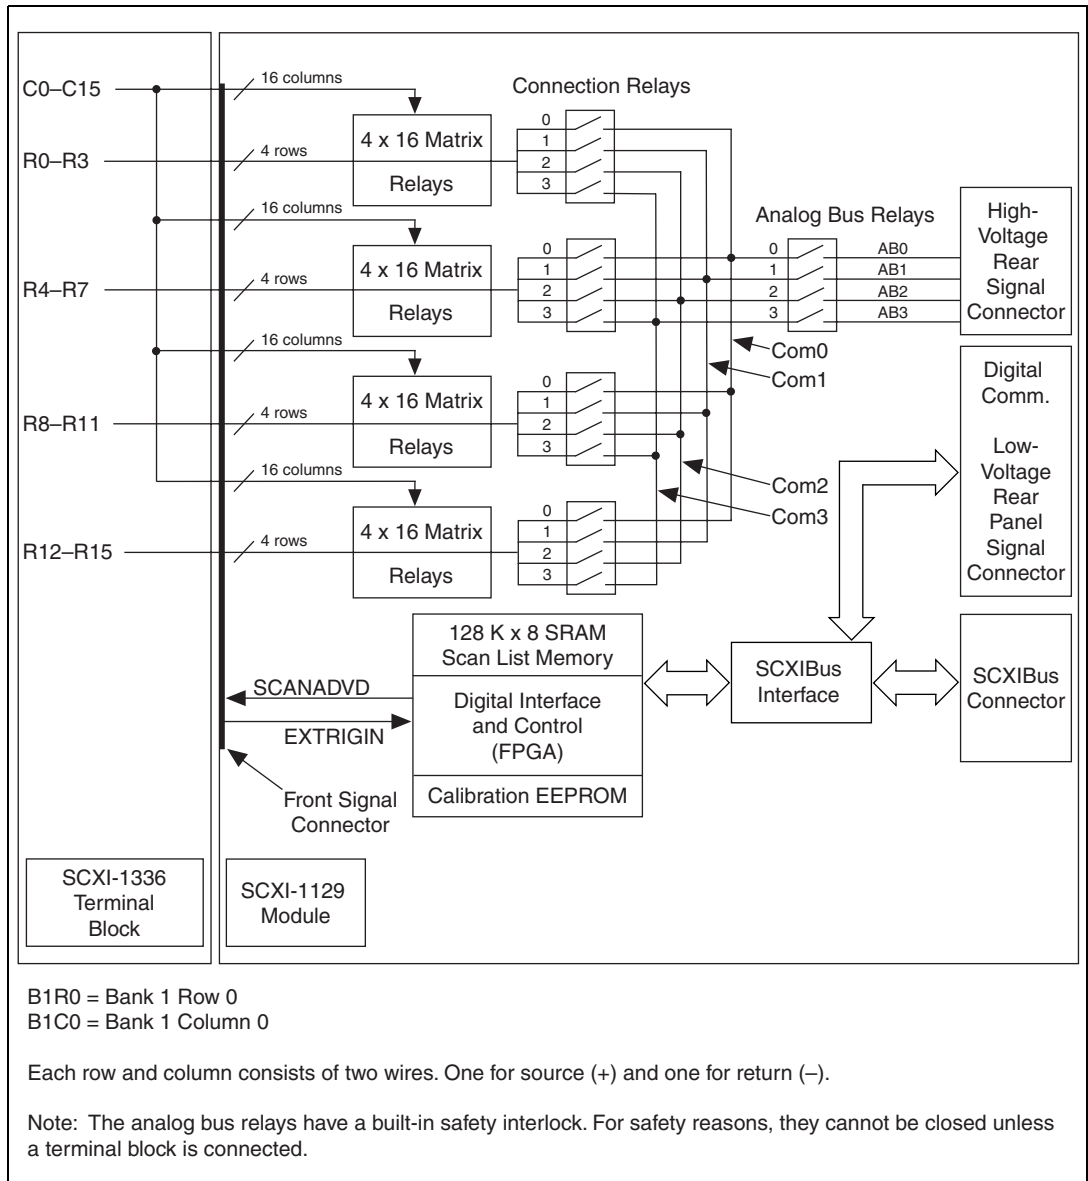 C0–C15
16 columns
Connection Relays
4 x 16 Matrix
Relays
0
1
2
3
R0–R3
4 rows
16 columns
Analog Bus Relays
High-
Voltage
Rear
Signal
Connector
4 x 16 Matrix
Relays
0
1
2
3
0
1
2
3
AB0
AB1
AB2
AB3
R4–R7
4 rows
16 columns
Com0
Com1
Digital
Comm.
Low-
Voltage
Rear
Panel
Signal
Connector
4 x 16 Matrix
Relays
0
1
2
3
R8–R11
4 rows
16 columns
Com2
Com3
4 x 16 Matrix
Relays
0
1
2
3
R12–R15
4 rows
128 K x 8 SRAM
Scan List Memory
SCANADVD
EXTRIGIN
Digital Interface
and Control
(FPGA)
Calibration EEPROM
SCXIBus
Interface
SCXIBus
Connector
Front Signal
Connector
SCXI-1336
Terminal
Block
SCXI-1129
Module
B1R0 = Bank 1 Row 0
B1C0 = Bank 1 Column 0
Each row and column consists of two wires. One for source (+) and one for return (–).
Note: The analog bus relays have a built-in safety interlock. For safety reasons, they cannot be closed unless
a terminal block is connected.